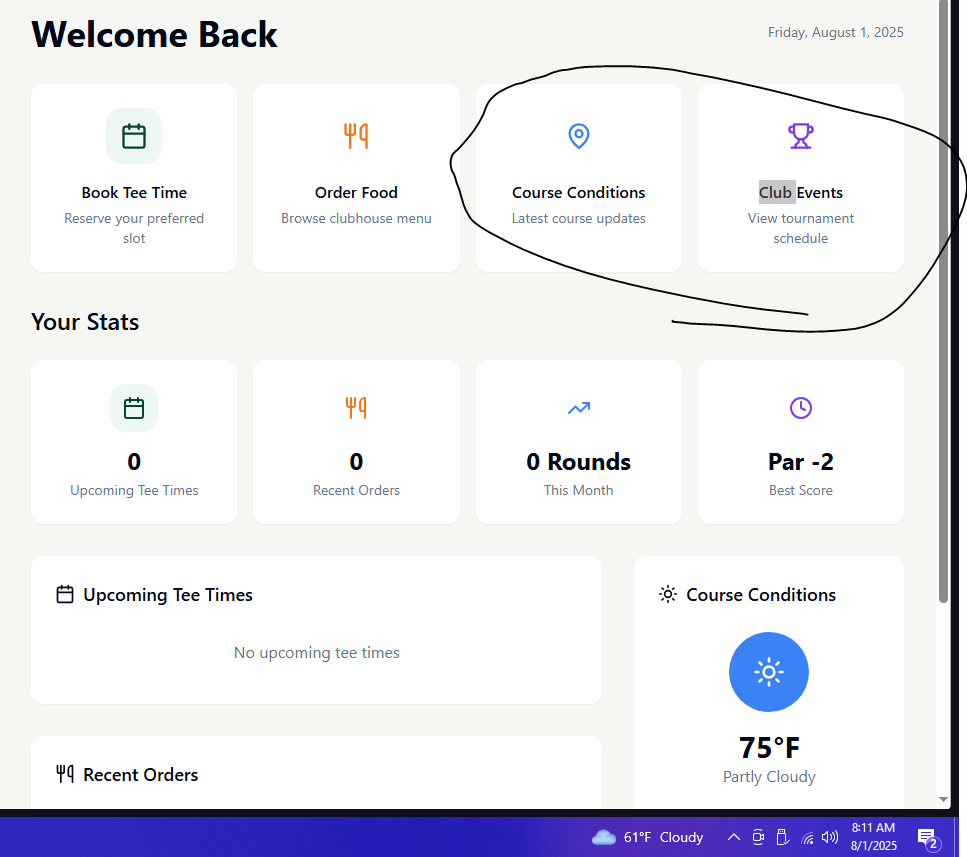 Welcome Back
Friday, August 1, 2025
Book Tee Time
Reserve your preferred
slot
Order Food
Browse clubhouse menu
Course Conditions
Latest course updates
Club Events
View tournament
schedule
Your Stats
0
Upcoming Tee Times
0
Recent Orders
0 Rounds
This Month
Par -2
Best Score
Upcoming Tee Times
No upcoming tee times
Recent Orders
Course Conditions
75°F
Partly Cloudy
61°F Cloudy
8:11 AM
8/1/2025
2